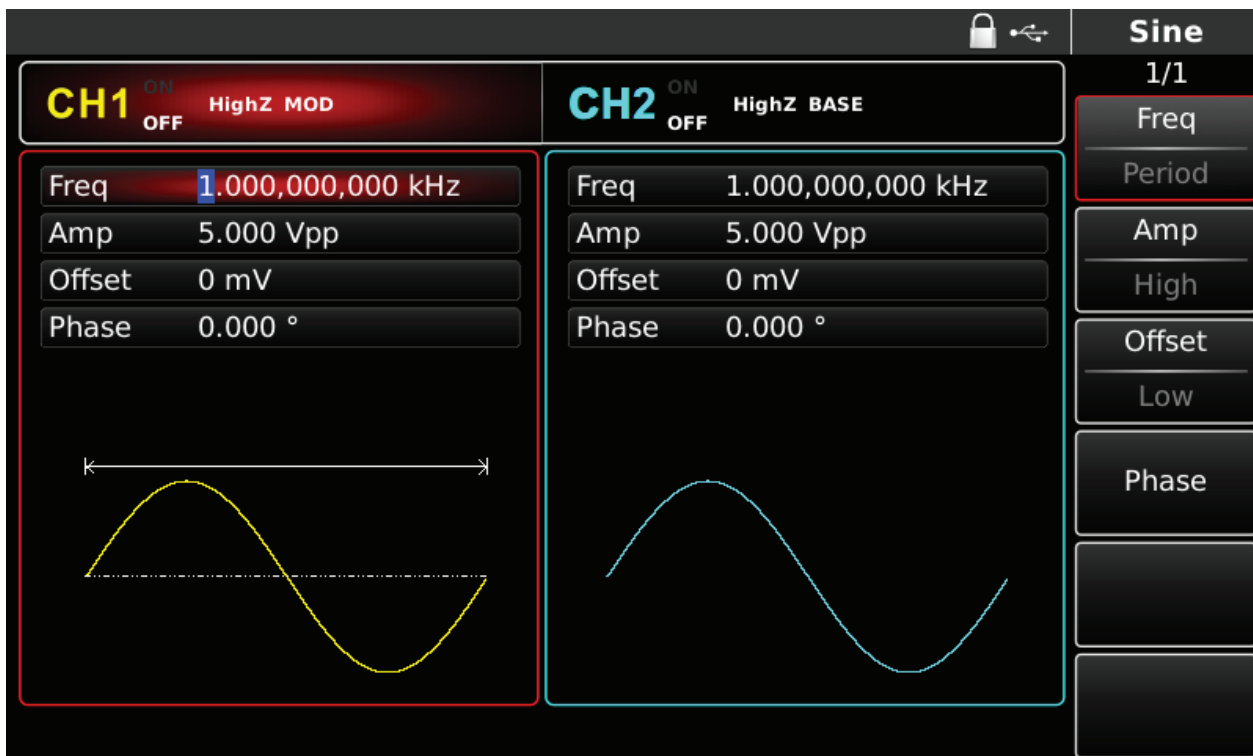 Sine
1/1
CH1 ON OFF HighZ MOD
CH2 ON OFF HighZ BASE
Freq 1.000,000,000 kHz
Amp 5.000 Vpp
Offset 0 mV
Phase 0.000 °
Freq 1.000,000,000 kHz
Amp 5.000 Vpp
Offset 0 mV
Phase 0.000 °
Freq
Period
Amp
High
Offset
Low
Phase